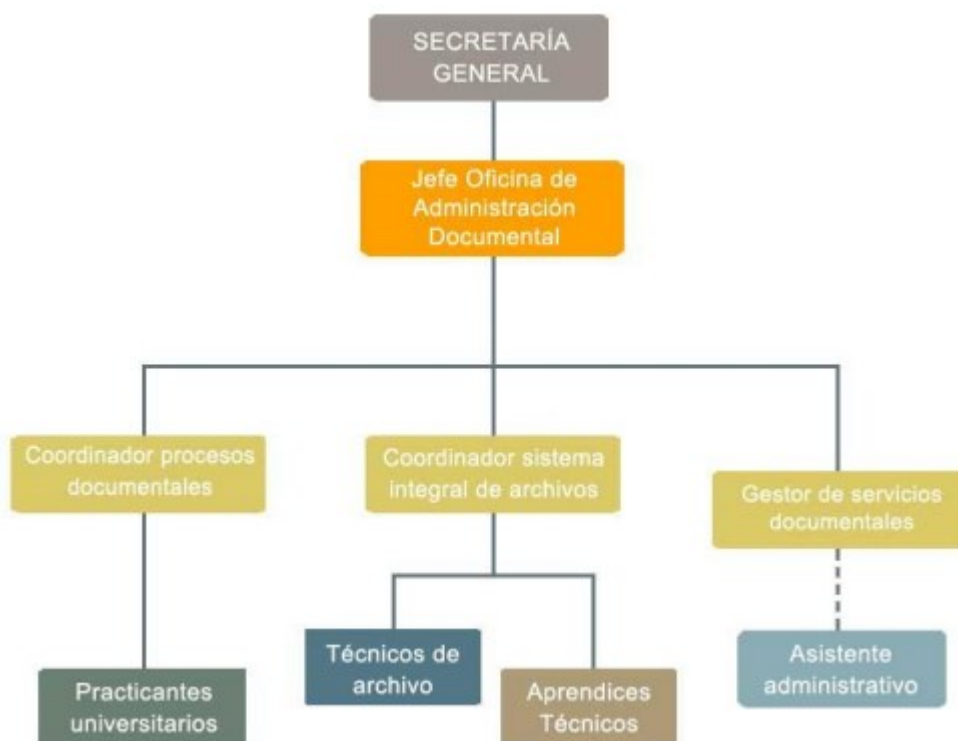 SECRETARÍA
GENERAL
Jefe Oficina de
Administración
Documental
Coordinador procesos
documentales
Coordinador sistema
integral de archivos
Gestor de servicios
documentales
Técnicos de
archivo
Asistente
administrativo
Practicantes
universitarios
Aprendices
Técnicos